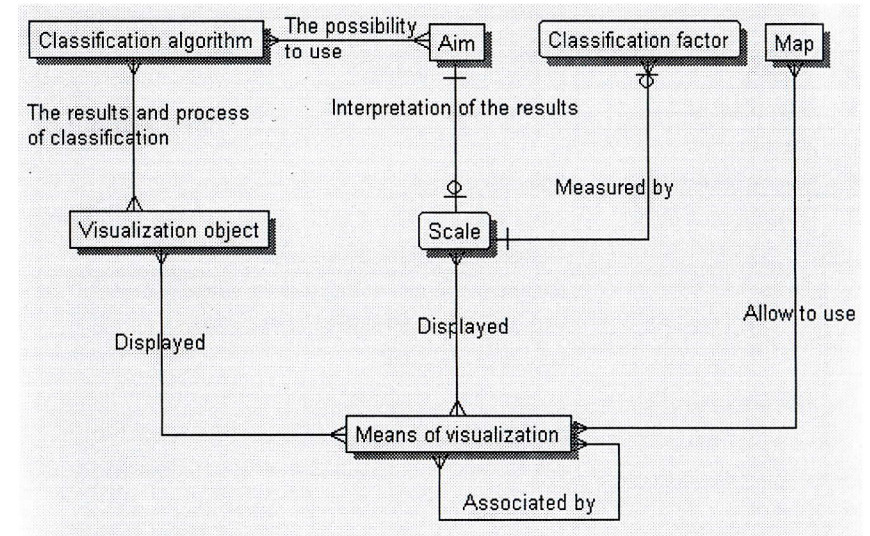 Classification algorithm
The possibility
to use
Aim
Classification factor
Map
The results and process
of classification
Interpretation of the results
Measured by
Visualization object
Scale
Allow to use
Displayed
Displayed
Means of visualization
Associated by